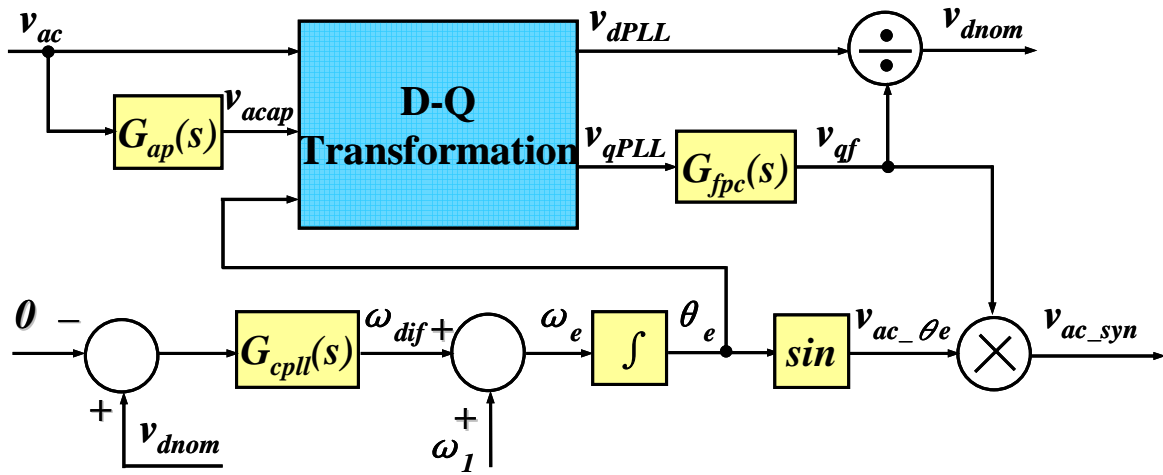 v_ac
v_dPLL
÷
v_dnom
G_ap(s)
v_acap
D-Q
Transformation
v_qPLL
G_fpc(s)
v_qf
0
−
G_cpll(s)
ω_dif
+
ω_e
∫
θ_e
sin
v_ac_θe
×
v_ac_syn
+
v_dnom
+
ω_1